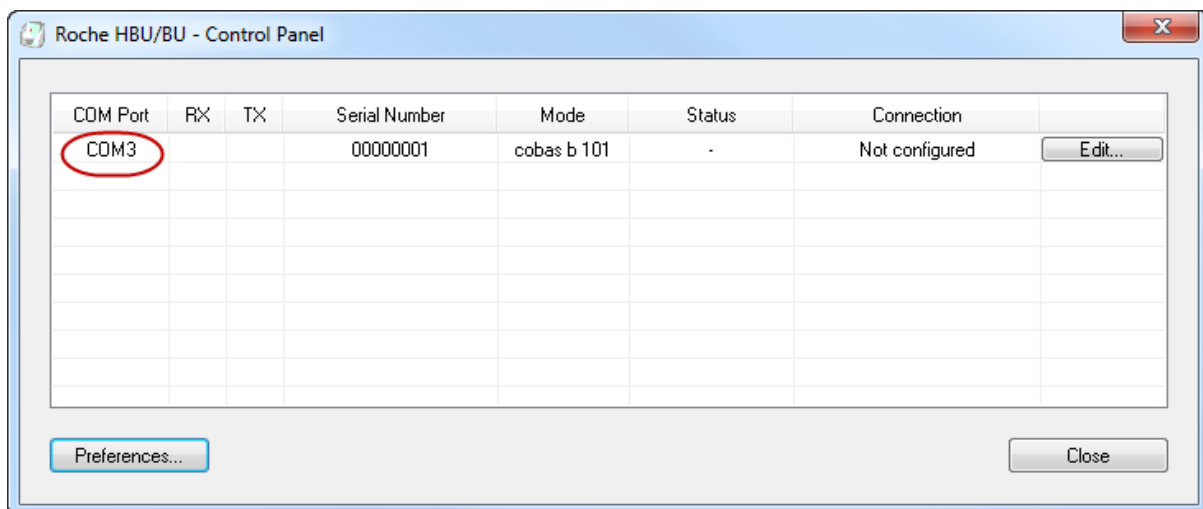 Roche HBU/BU - Control Panel
COM Port RX TX Serial Number Mode Status Connection
COM3 00000001 cobas b 101 - Not configured Edit...
Preferences... Close